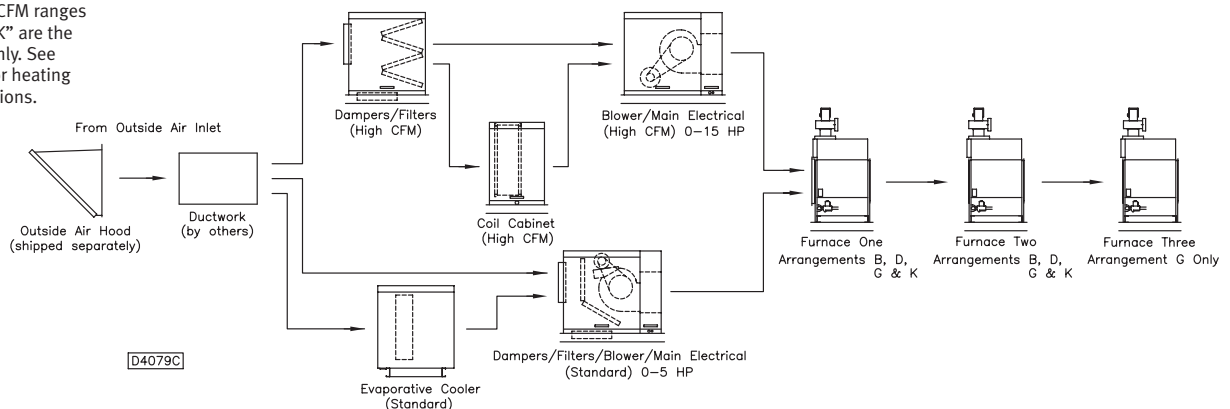 CFM ranges
K” are the
nly. See
or heating
ions.
From Outside Air Inlet
Outside Air Hood
(shipped separately)
Ductwork
(by others)
Dampers/Filters
(High CFM)
Coil Cabinet
(High CFM)
Blower/Main Electrical
(High CFM) 0–15 HP
Evaporative Cooler
(Standard)
Dampers/Filters/Blower/Main Electrical
(Standard) 0–5 HP
Furnace One
Arrangements B, D,
G & K
Furnace Two
Arrangements B, D,
G & K
Furnace Three
Arrangement G Only
D4079C